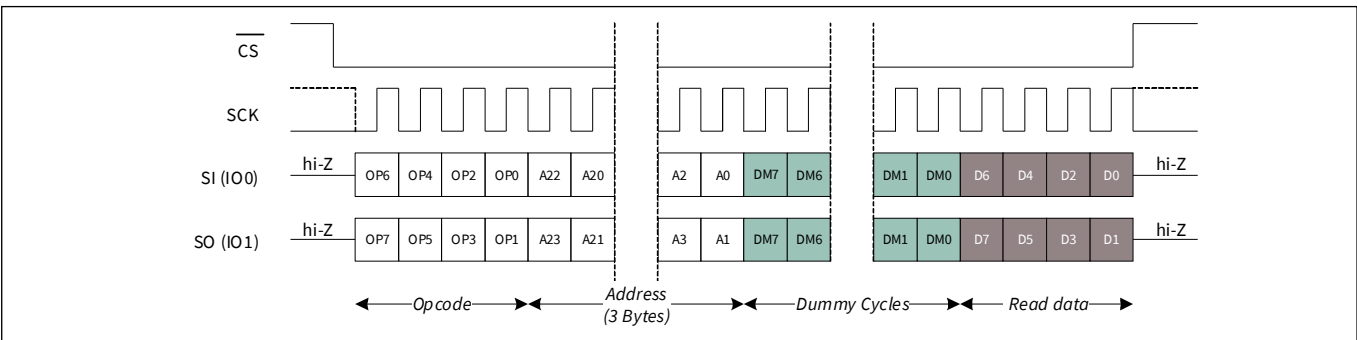 CS
SCK
SI (IO0) hi-Z OP6 OP4 OP2 OP0 A22 A20 A2 A0 DM7 DM6 DM1 DM0 D6 D4 D2 D0 hi-Z
SO (IO1) hi-Z OP7 OP5 OP3 OP1 A23 A21 A3 A1 DM7 DM6 DM1 DM0 D7 D5 D3 D1 hi-Z
Opcode Address Dummy Cycles Read data
(3 Bytes)